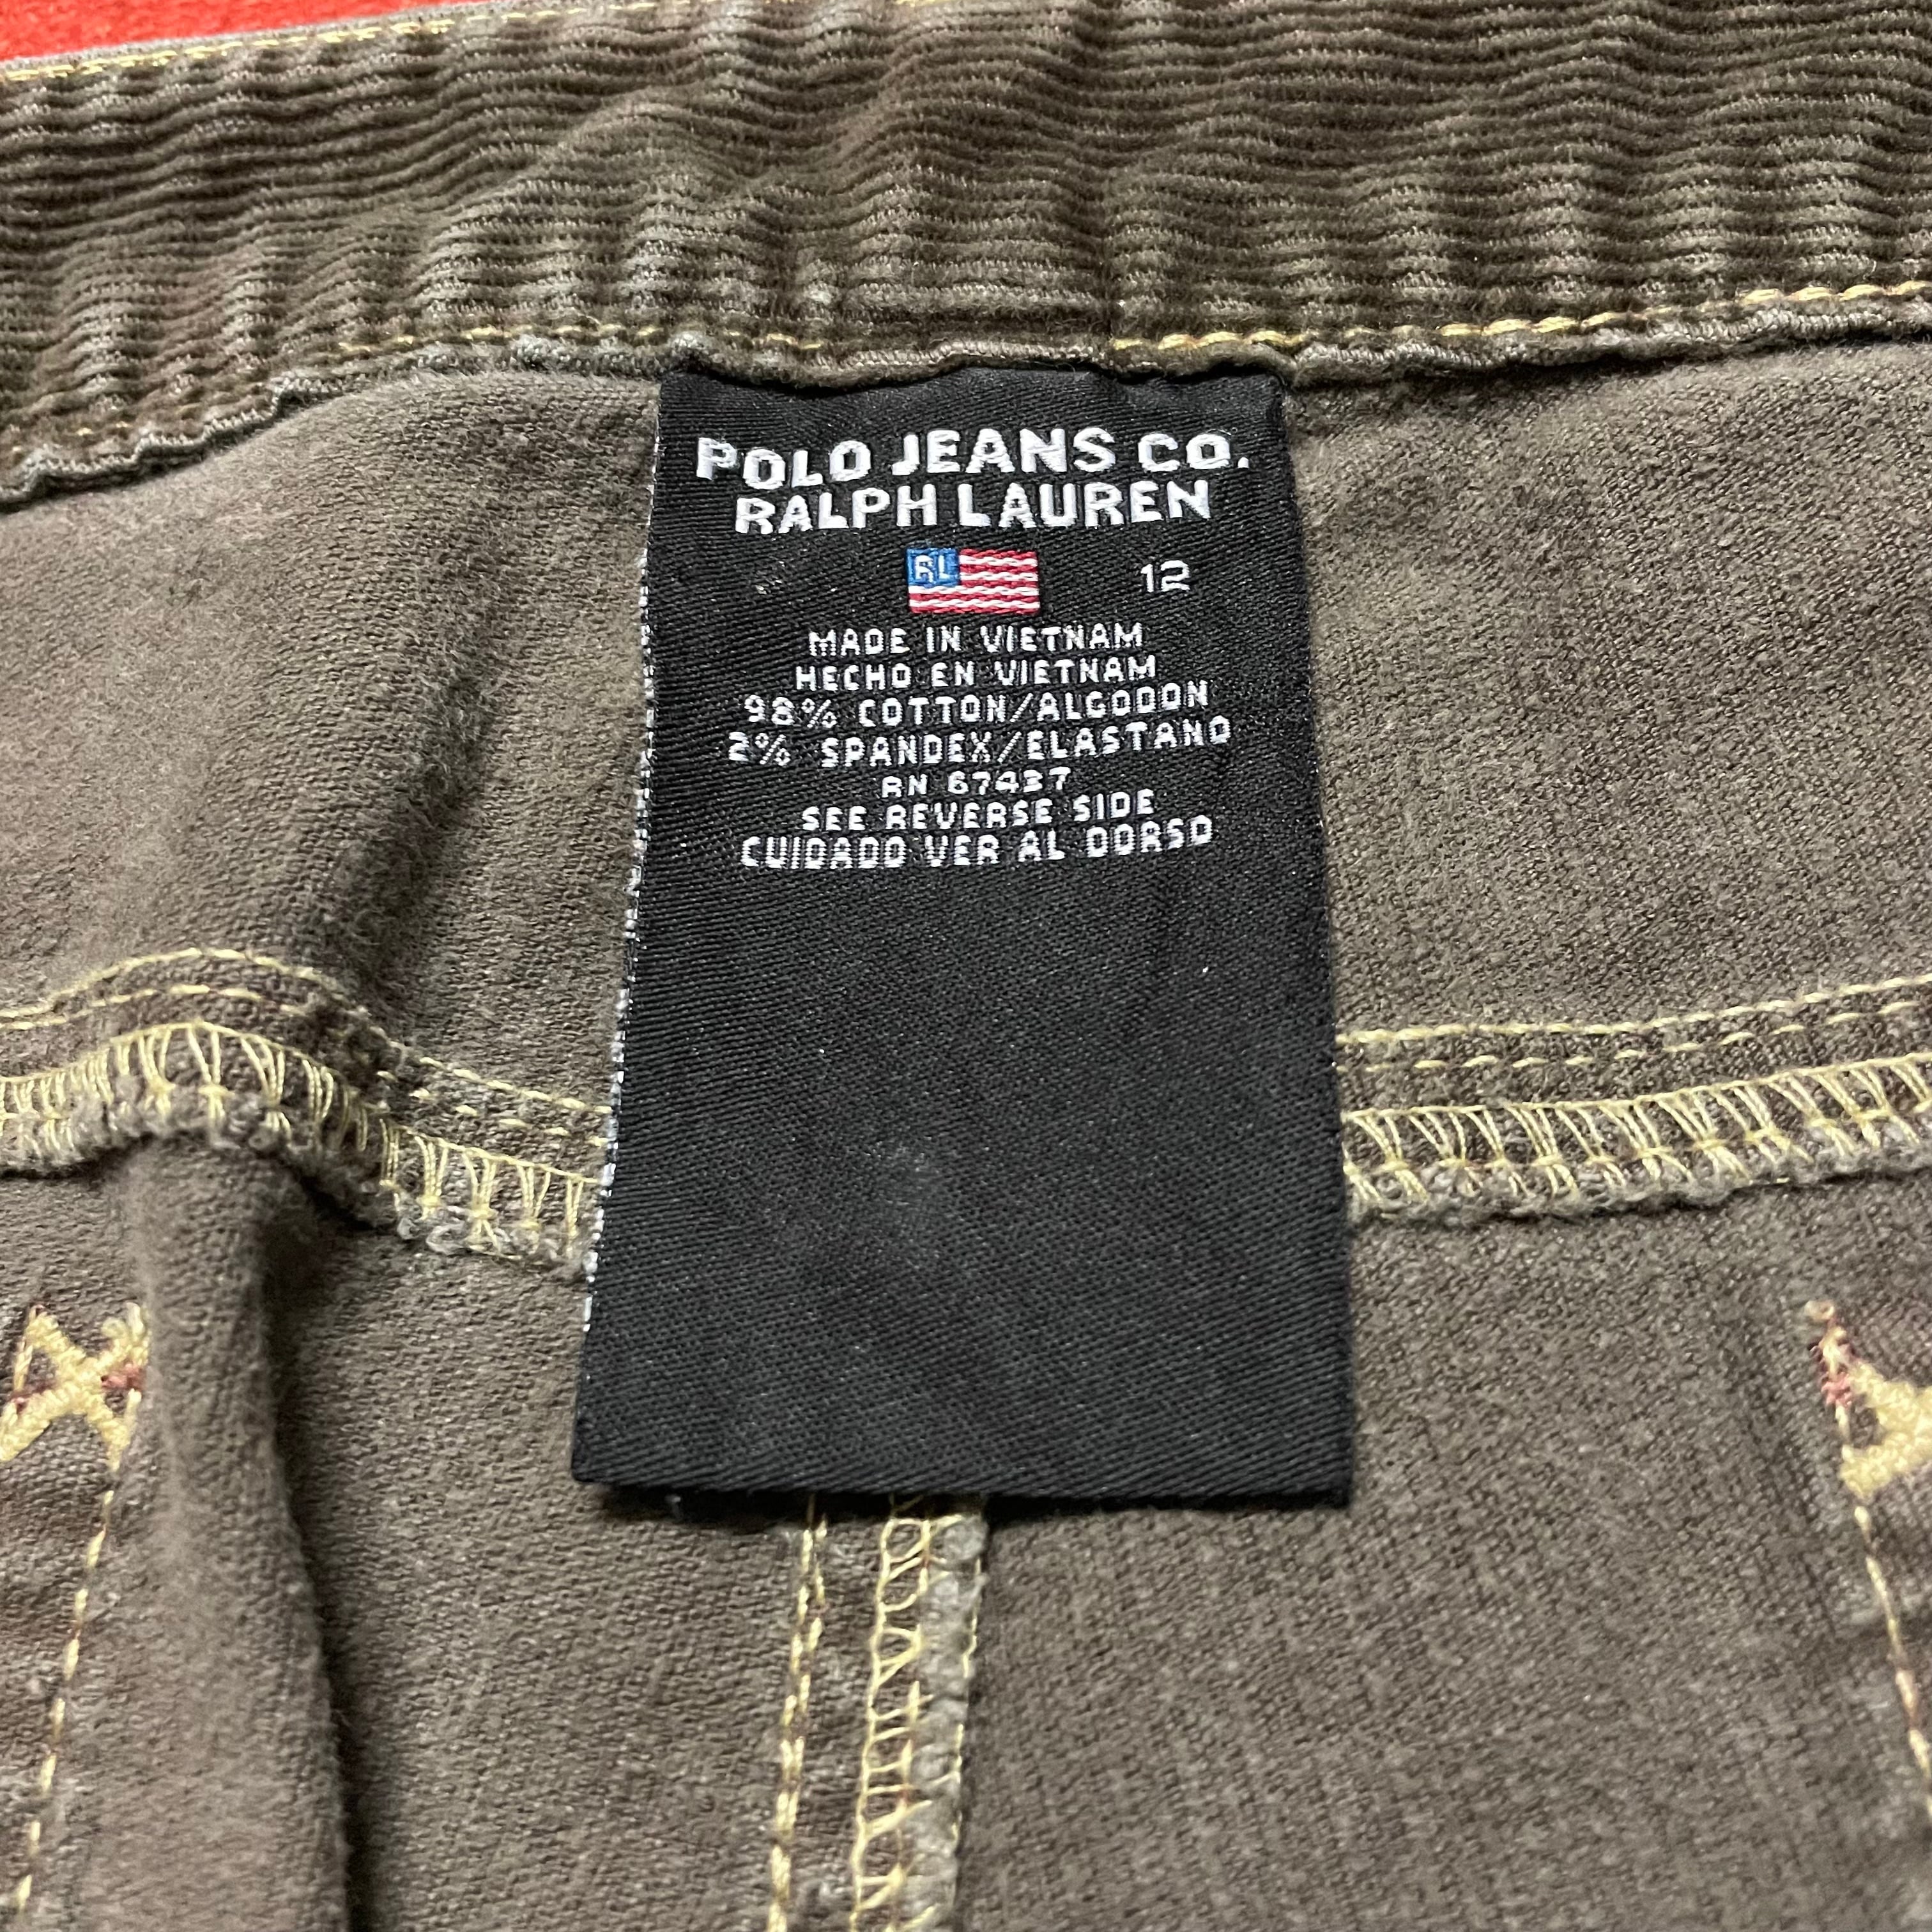 POLO JEANS CO.
RALPH LAUREN
RL 12
MADE IN VIETNAM
HECHO EN VIETNAM
98% COTTON/ALGODON
2% SPANDEX/ELASTANO
RN 67437
SEE REVERSE SIDE
CUIDADO VER AL DORSO